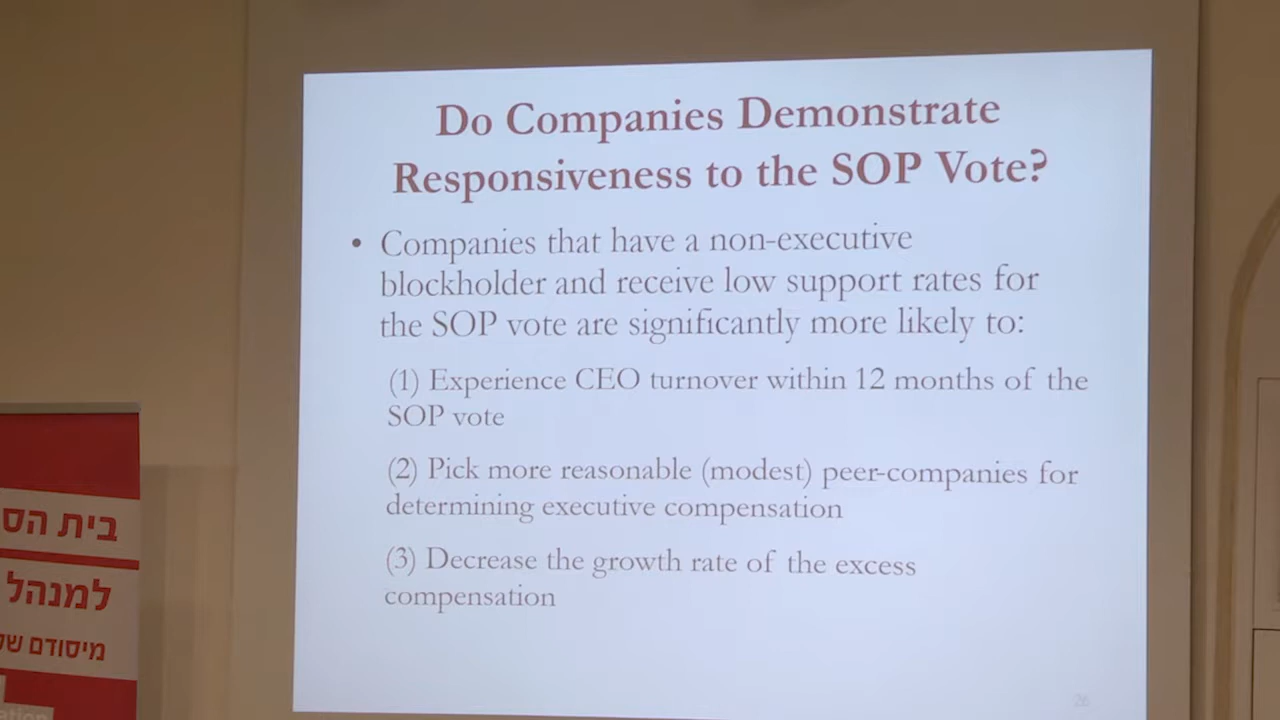 Do Companies Demonstrate
Responsiveness to the SOP Vote?
• Companies that have a non-executive
blockholder and receive low support rates for
the SOP vote are significantly more likely to:
(1) Experience CEO turnover within 12 months of the
SOP vote
(2) Pick more reasonable (modest) peer-companies for
determining executive compensation
(3) Decrease the growth rate of the excess
compensation
26
בית הס
למנהל
מיסודם של